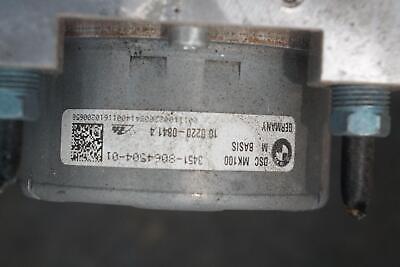 DSC MK100
M BASIS
GERMANY
3451-8064504-01
10.0220-0841.4